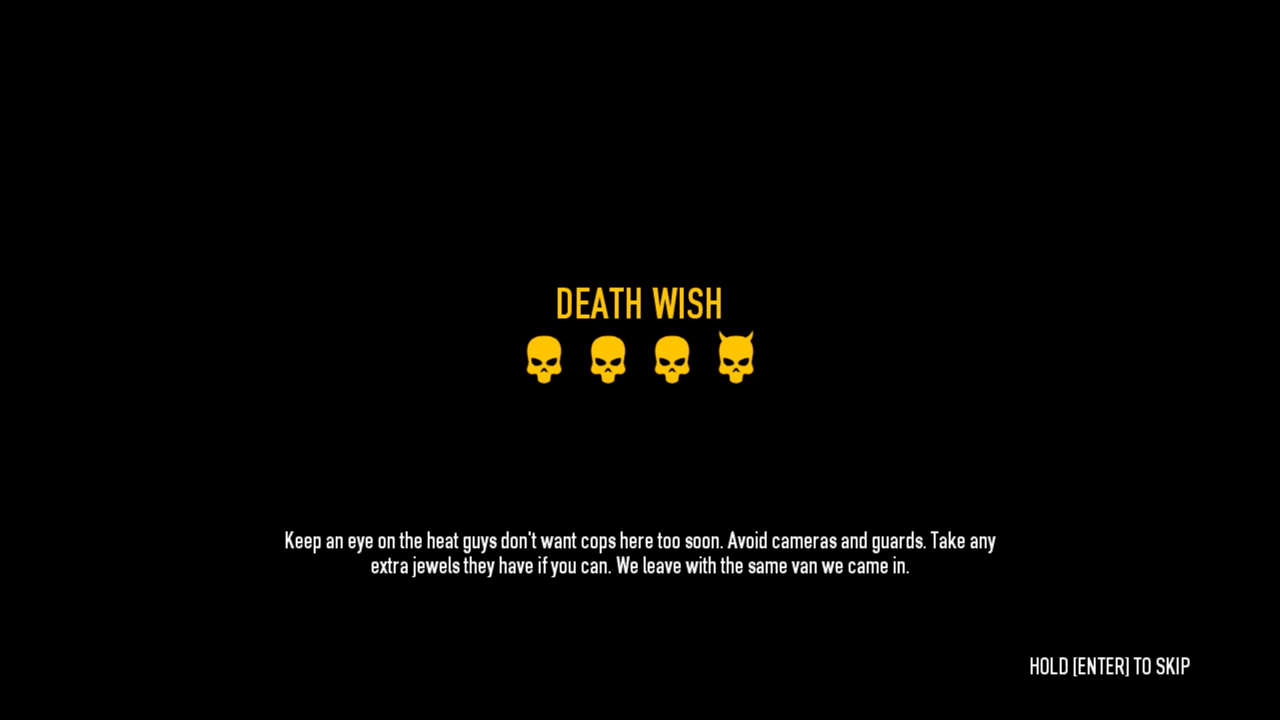 DEATH WISH
Keep an eye on the heat guys don't want cops here too soon. Avoid cameras and guards. Take any
extra jewels they have if you can. We leave with the same van we came in.
HOLD [ENTER] TO SKIP